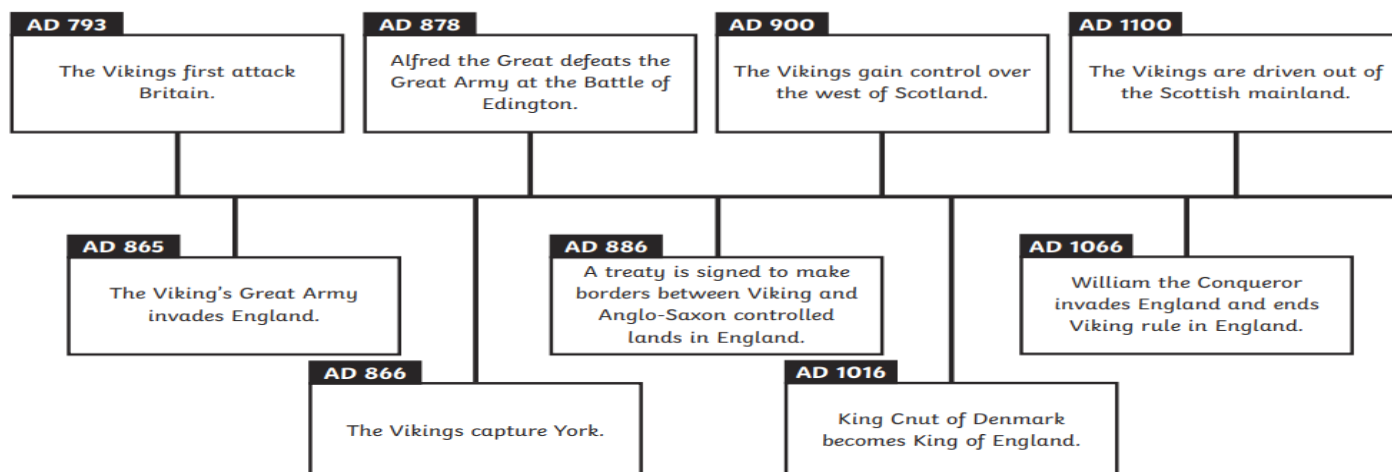 AD 793
The Vikings first attack
Britain.
AD 865
The Viking's Great Army
invades England.
AD 866
The Vikings capture York.
AD 878
Alfred the Great defeats the
Great Army at the Battle of
Edington.
AD 886
A treaty is signed to make
borders between Viking and
Anglo-Saxon controlled
lands in England.
AD 900
The Vikings gain control over
the west of Scotland.
AD 1016
King Cnut of Denmark
becomes King of England.
AD 1066
William the Conqueror
invades England and ends
Viking rule in England.
AD 1100
The Vikings are driven out of
the Scottish mainland.